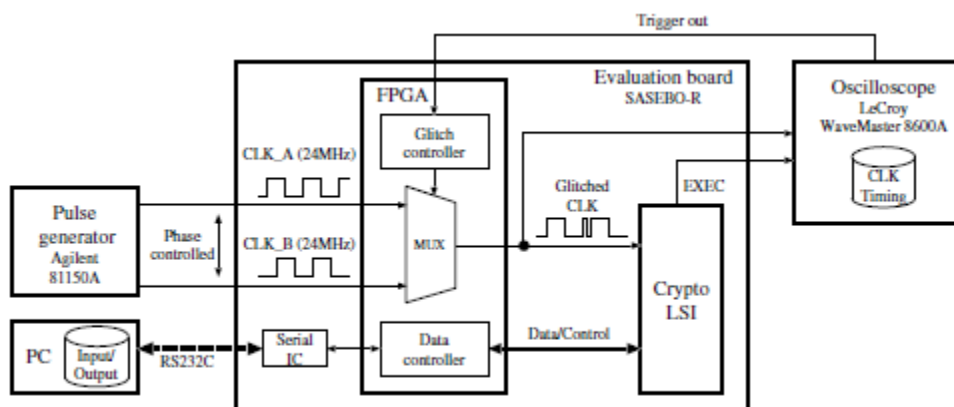 Trigger out
Evaluation board
SASEBO-R
Oscilloscope
LeCroy
WaveMaster 8600A
CLK
Timing
FPGA
Glitch
controller
CLK_A (24MHz)
EXEC
Glitched
CLK
Pulse
generator
Agilent
81150A
Phase
controlled
CLK_B (24MHz)
MUX
Crypto
LSI
PC
Input/
Output
RS232C
Serial
IC
Data
controller
Data/Control